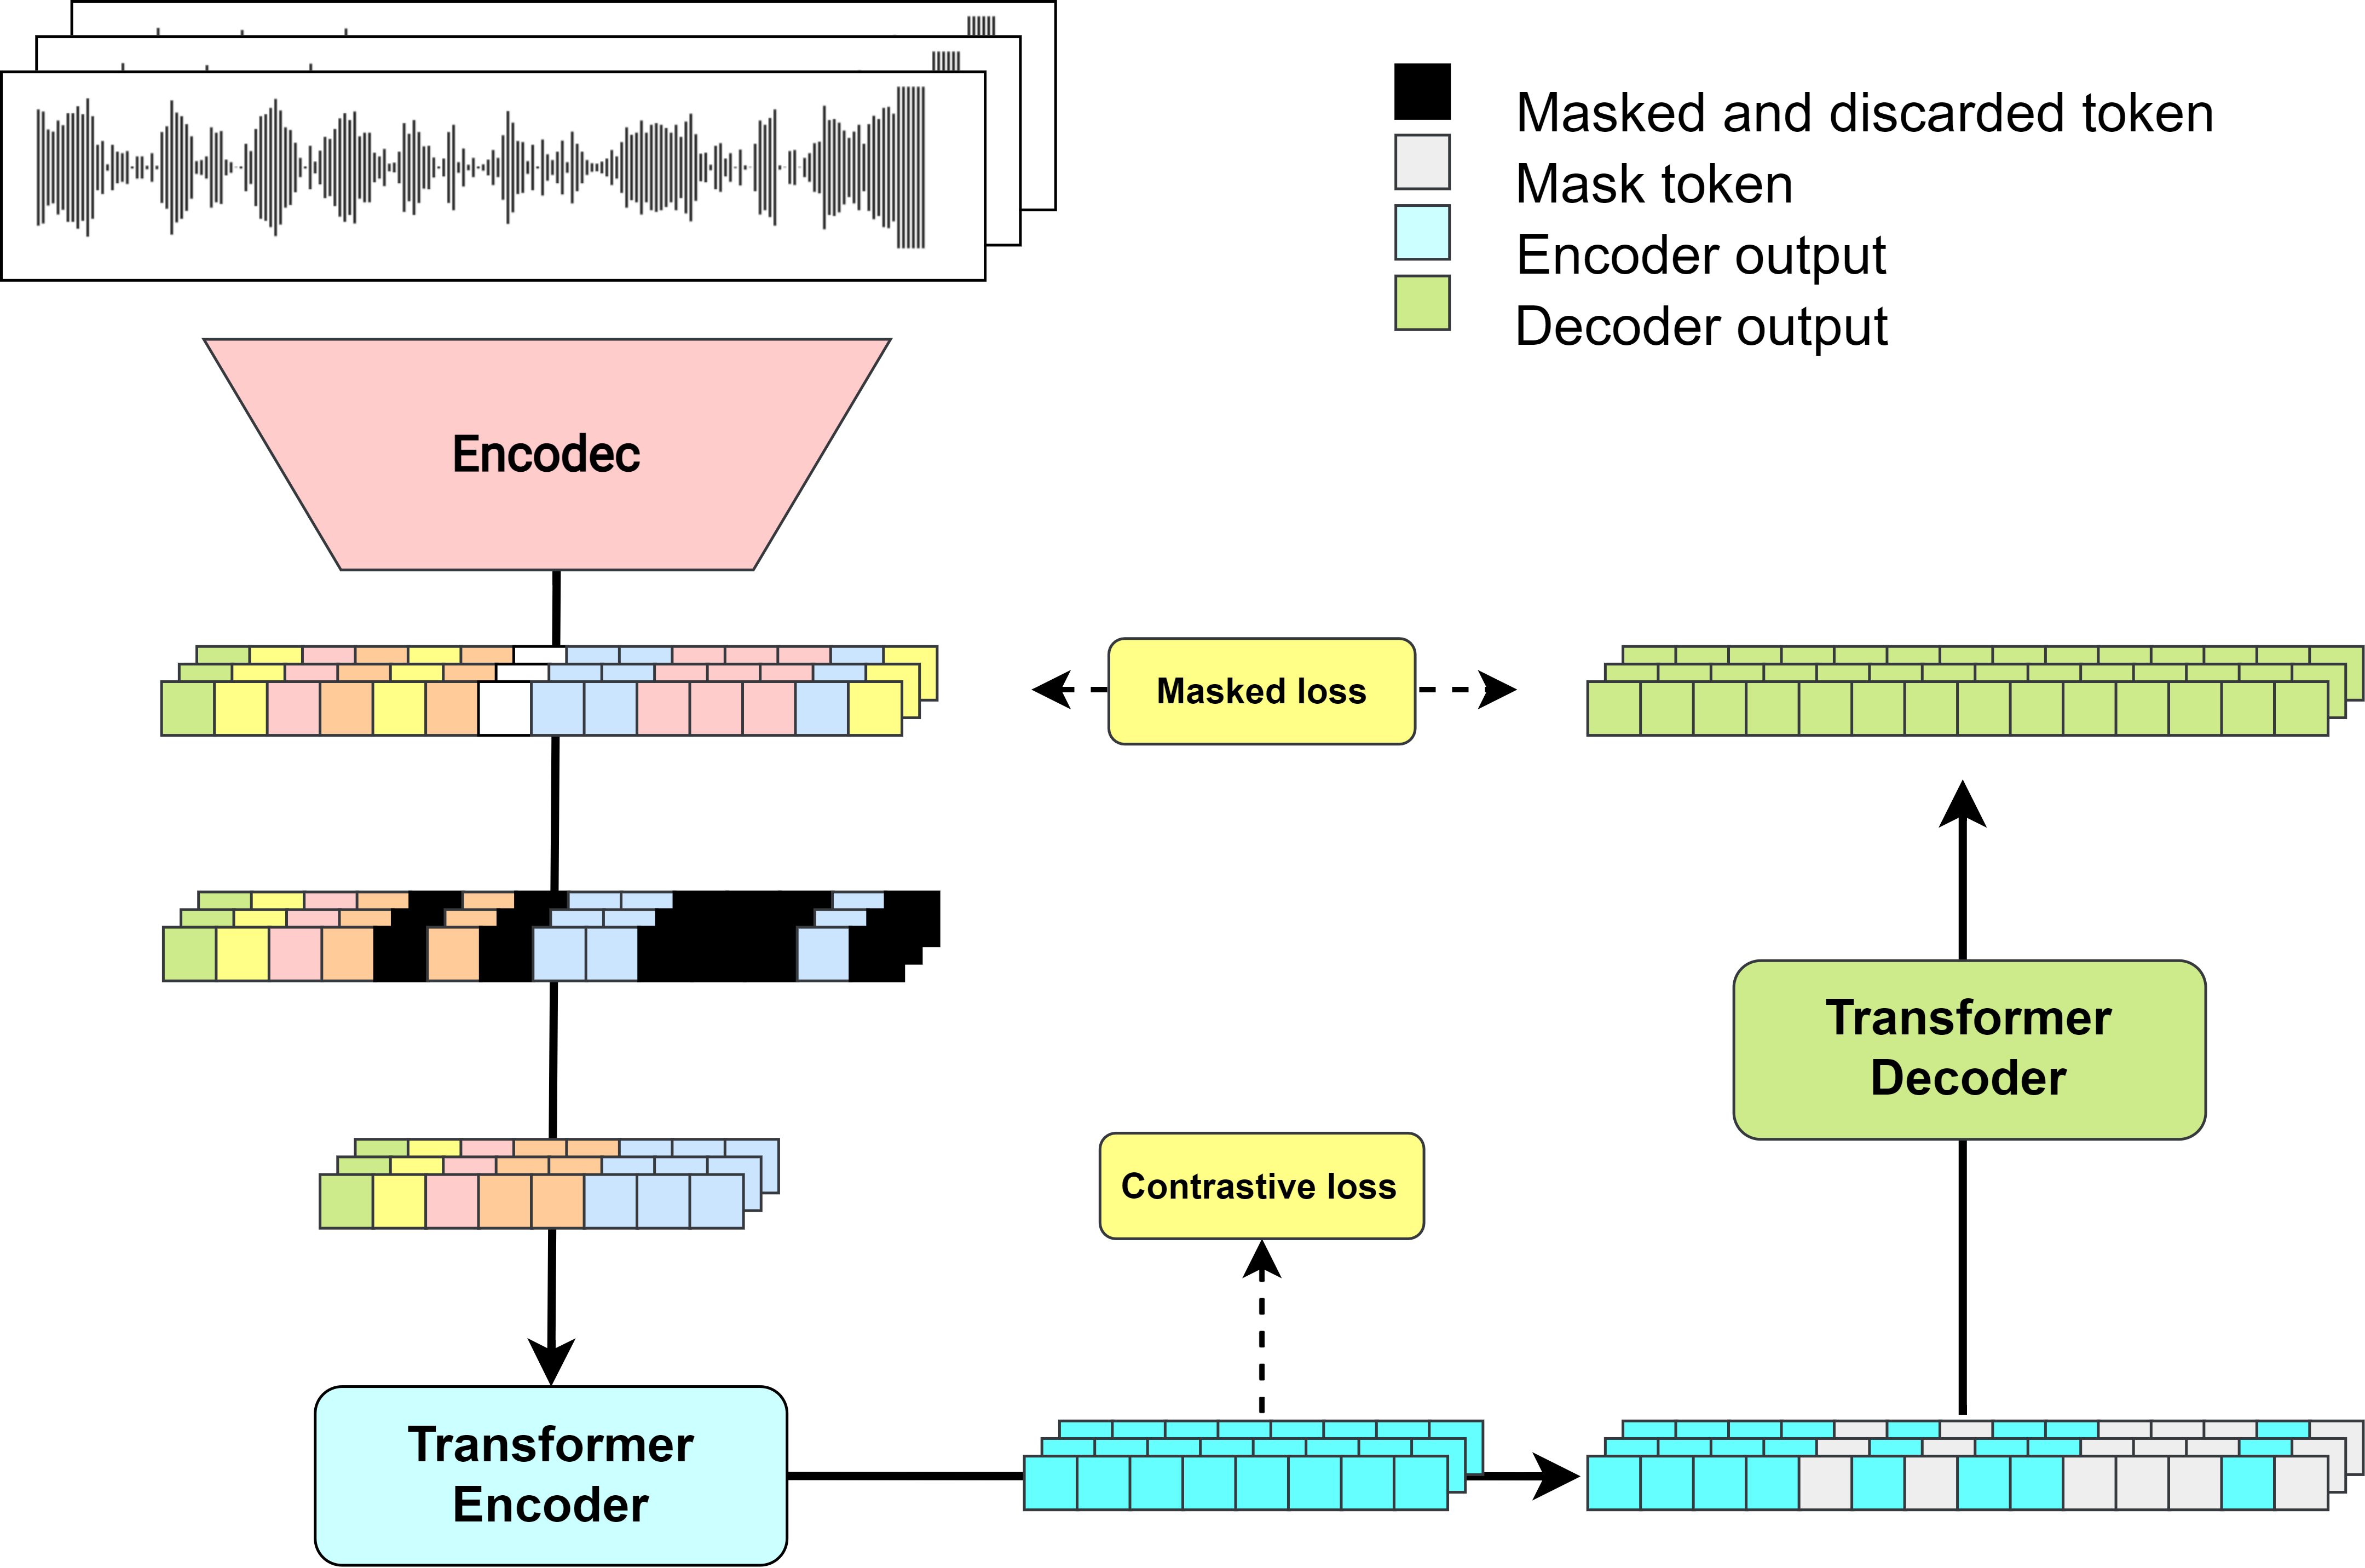 Masked and discarded token
Mask token
Encoder output
Decoder output
Encodec
Masked loss
Transformer
Decoder
Contrastive loss
Transformer
Encoder